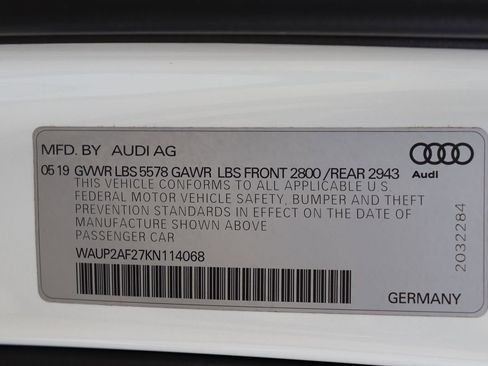 MFD. BY AUDI AG
Audi
05 19 GVWR LBS 5578 GAWR LBS FRONT 2800 / REAR 2943
THIS VEHICLE CONFORMS TO ALL APPLICABLE U.S.
FEDERAL MOTOR VEHICLE SAFETY, BUMPER AND THEFT
PREVENTION STANDARDS IN EFFECT ON THE DATE OF
MANUFACTURE SHOWN ABOVE
PASSENGER CAR
WAUP2AF27KN114068
2032284
GERMANY